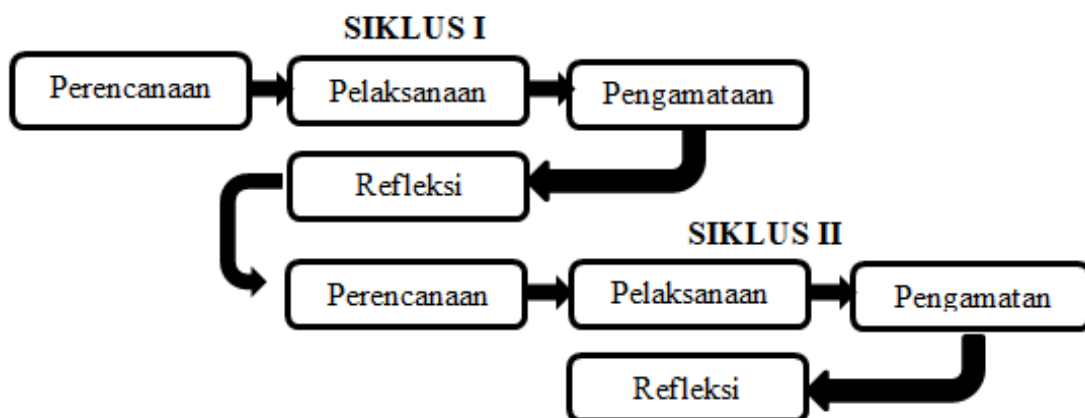 SIKLUS I
Perencanaan
Pelaksanaan
Pengamataan
Refleksi
SIKLUS II
Perencanaan
Pelaksanaan
Pengamatan
Refleksi